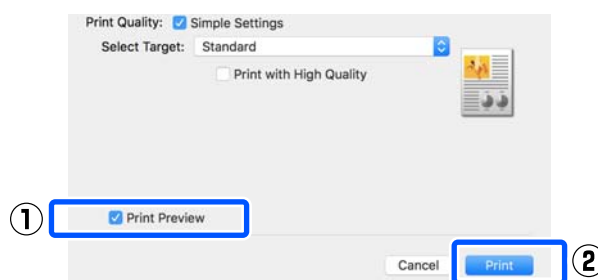 Print Quality: Simple Settings
Select Target: Standard
Print with High Quality
① Print Preview
Cancel Print ②